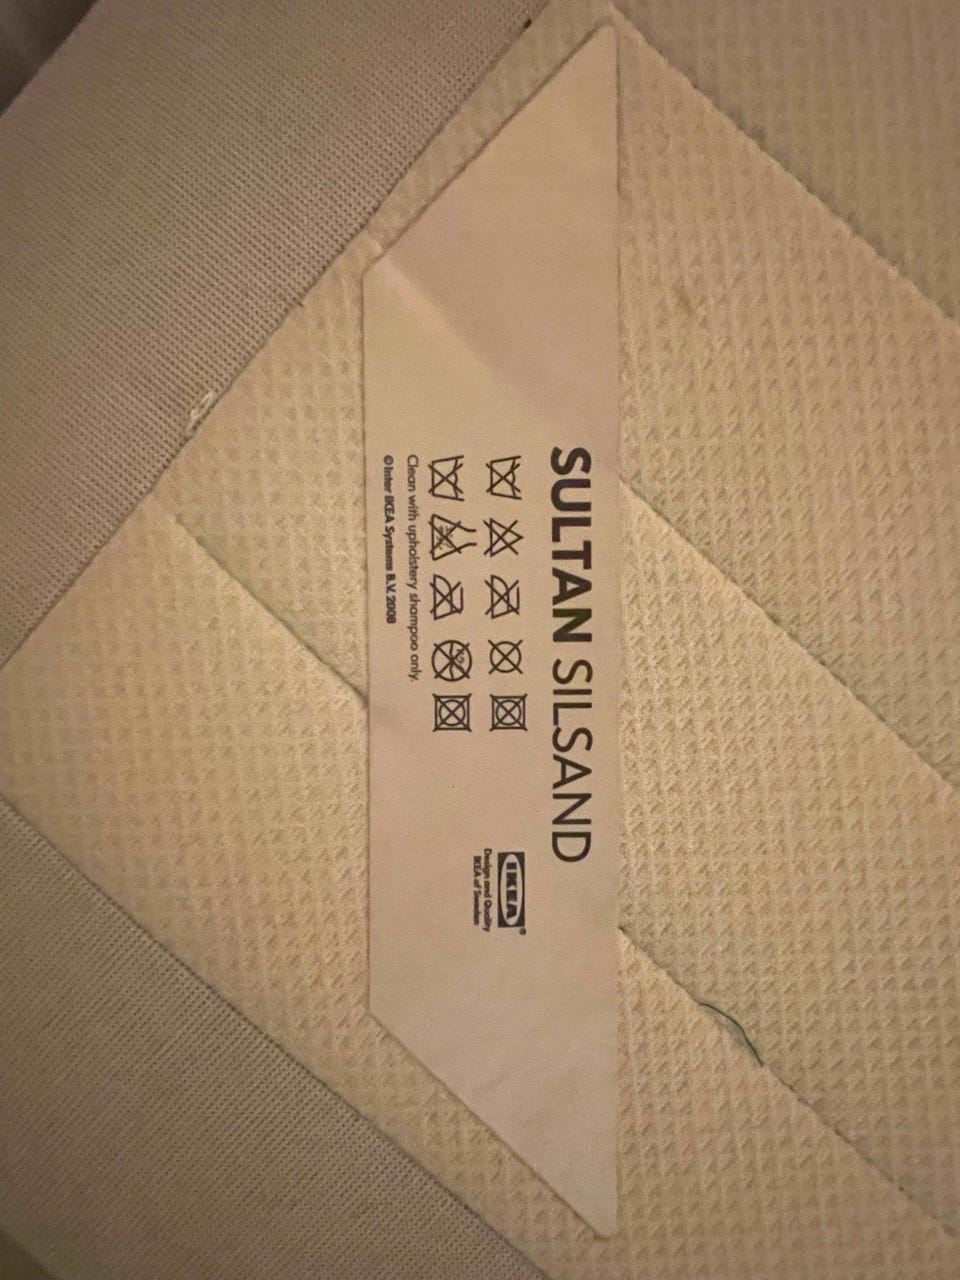 SULTAN SILSAND
Clean with upholstery shampoo only.
© Inter IKEA Systems B.V. 2008
IKEA®
Design and Quality
IKEA of Sweden